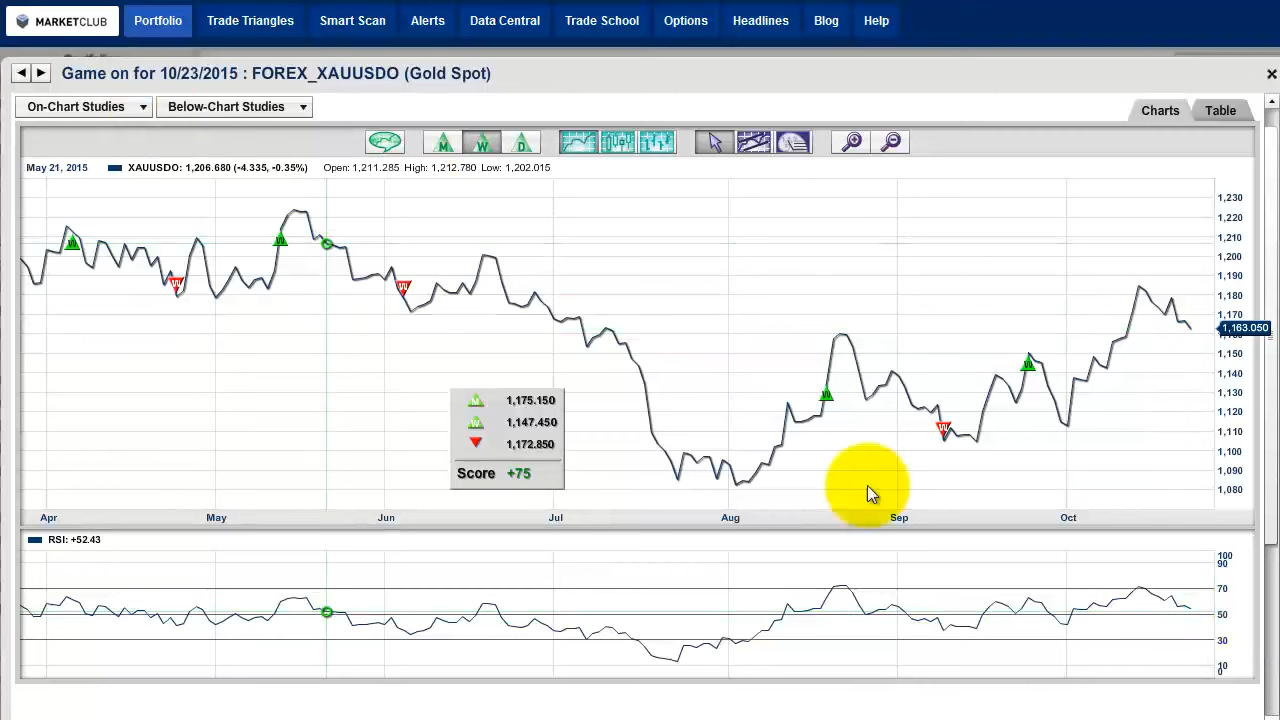 MARKETCLUB Portfolio Trade Triangles Smart Scan Alerts Data Central Trade School Options Headlines Blog Help
Game on for 10/23/2015 : FOREX_XAUUSDO (Gold Spot)
On-Chart Studies Below-Chart Studies Charts Table
M W D
May 21, 2015 XAUUSDO: 1,206.680 (-4.335, -0.35%) Open: 1,211.285 High: 1,212.780 Low: 1,202.015
1,230
1,220
1,210
1,200
1,190
1,180
1,170
1,163.050
1,150
1,140
1,130
1,120
1,110
1,100
1,090
1,080
W W W W W W W
1,175.150
W 1,147.450
1,172.850
Score +75
Apr May Jun Jul Aug Sep Oct
RSI: +52.43
100
90
70
50
30
10
0